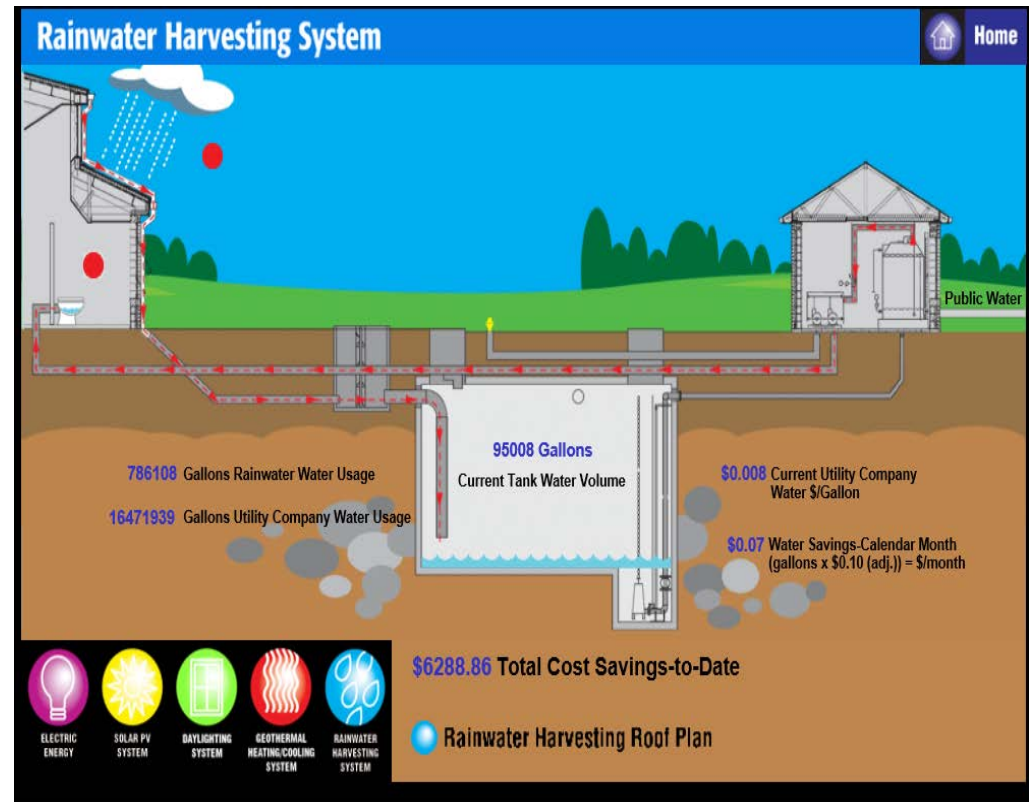 Rainwater Harvesting System
Home
Public Water
95008 Gallons
Current Tank Water Volume
786108 Gallons Rainwater Water Usage
16471939 Gallons Utility Company Water Usage
$0.008 Current Utility Company
Water $/Gallon
$0.07 Water Savings-Calendar Month
(gallons x $0.10 (adj.)) = $/month
$6288.86 Total Cost Savings-to-Date
Rainwater Harvesting Roof Plan
ELECTRIC
ENERGY
SOLAR PV
SYSTEM
DAYLIGHTING
SYSTEM
GEOTHERMAL
HEATING/COOLING
SYSTEM
RAINWATER
HARVESTING
SYSTEM